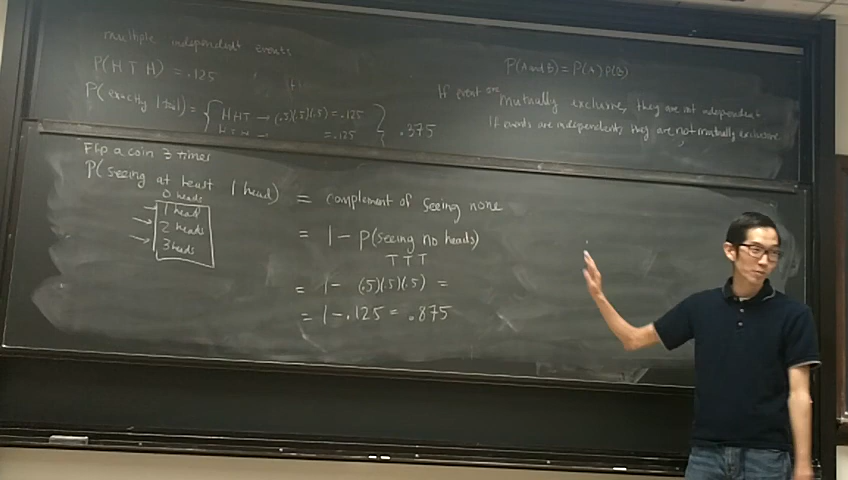 multiple independent events
P(HTH) = .125
P(exactly 1 tail) = { HHT → (.5)(.5)(.5) = .125
HTH → = .125 } .375
P(A and B) = P(A) P(B)
If event are mutually exclusive, they are not independent
If events are independent, they are not mutually exclusive.
Flip a coin 3 times
P(seeing at least 1 head) = complement of seeing none
0 heads
→ 1 head
→ 2 heads
→ 3 heads
= 1 - P(seeing no heads)
T T T
= 1 - (.5)(.5)(.5) =
= 1 - .125 = .875